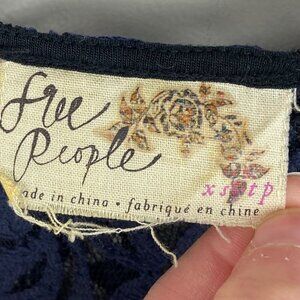 free
people
xs • tp
ade in china • fabriqué en chine